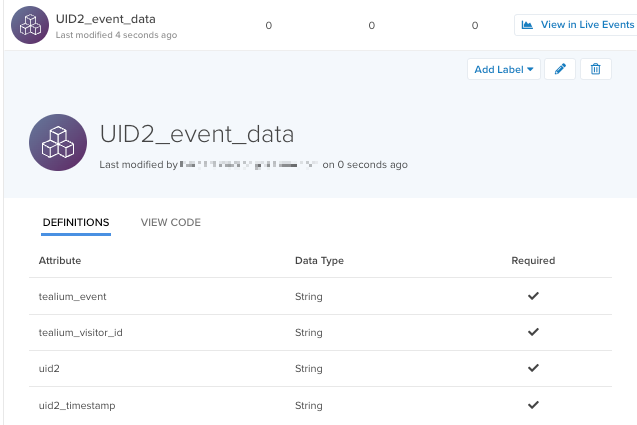 UID2_event_data
Last modified 4 seconds ago
0 0 0
View in Live Events
Add Label
UID2_event_data
Last modified by on 0 seconds ago
DEFINITIONS VIEW CODE
Attribute Data Type Required
tealium_event String
tealium_visitor_id String
uid2 String
uid2_timestamp String